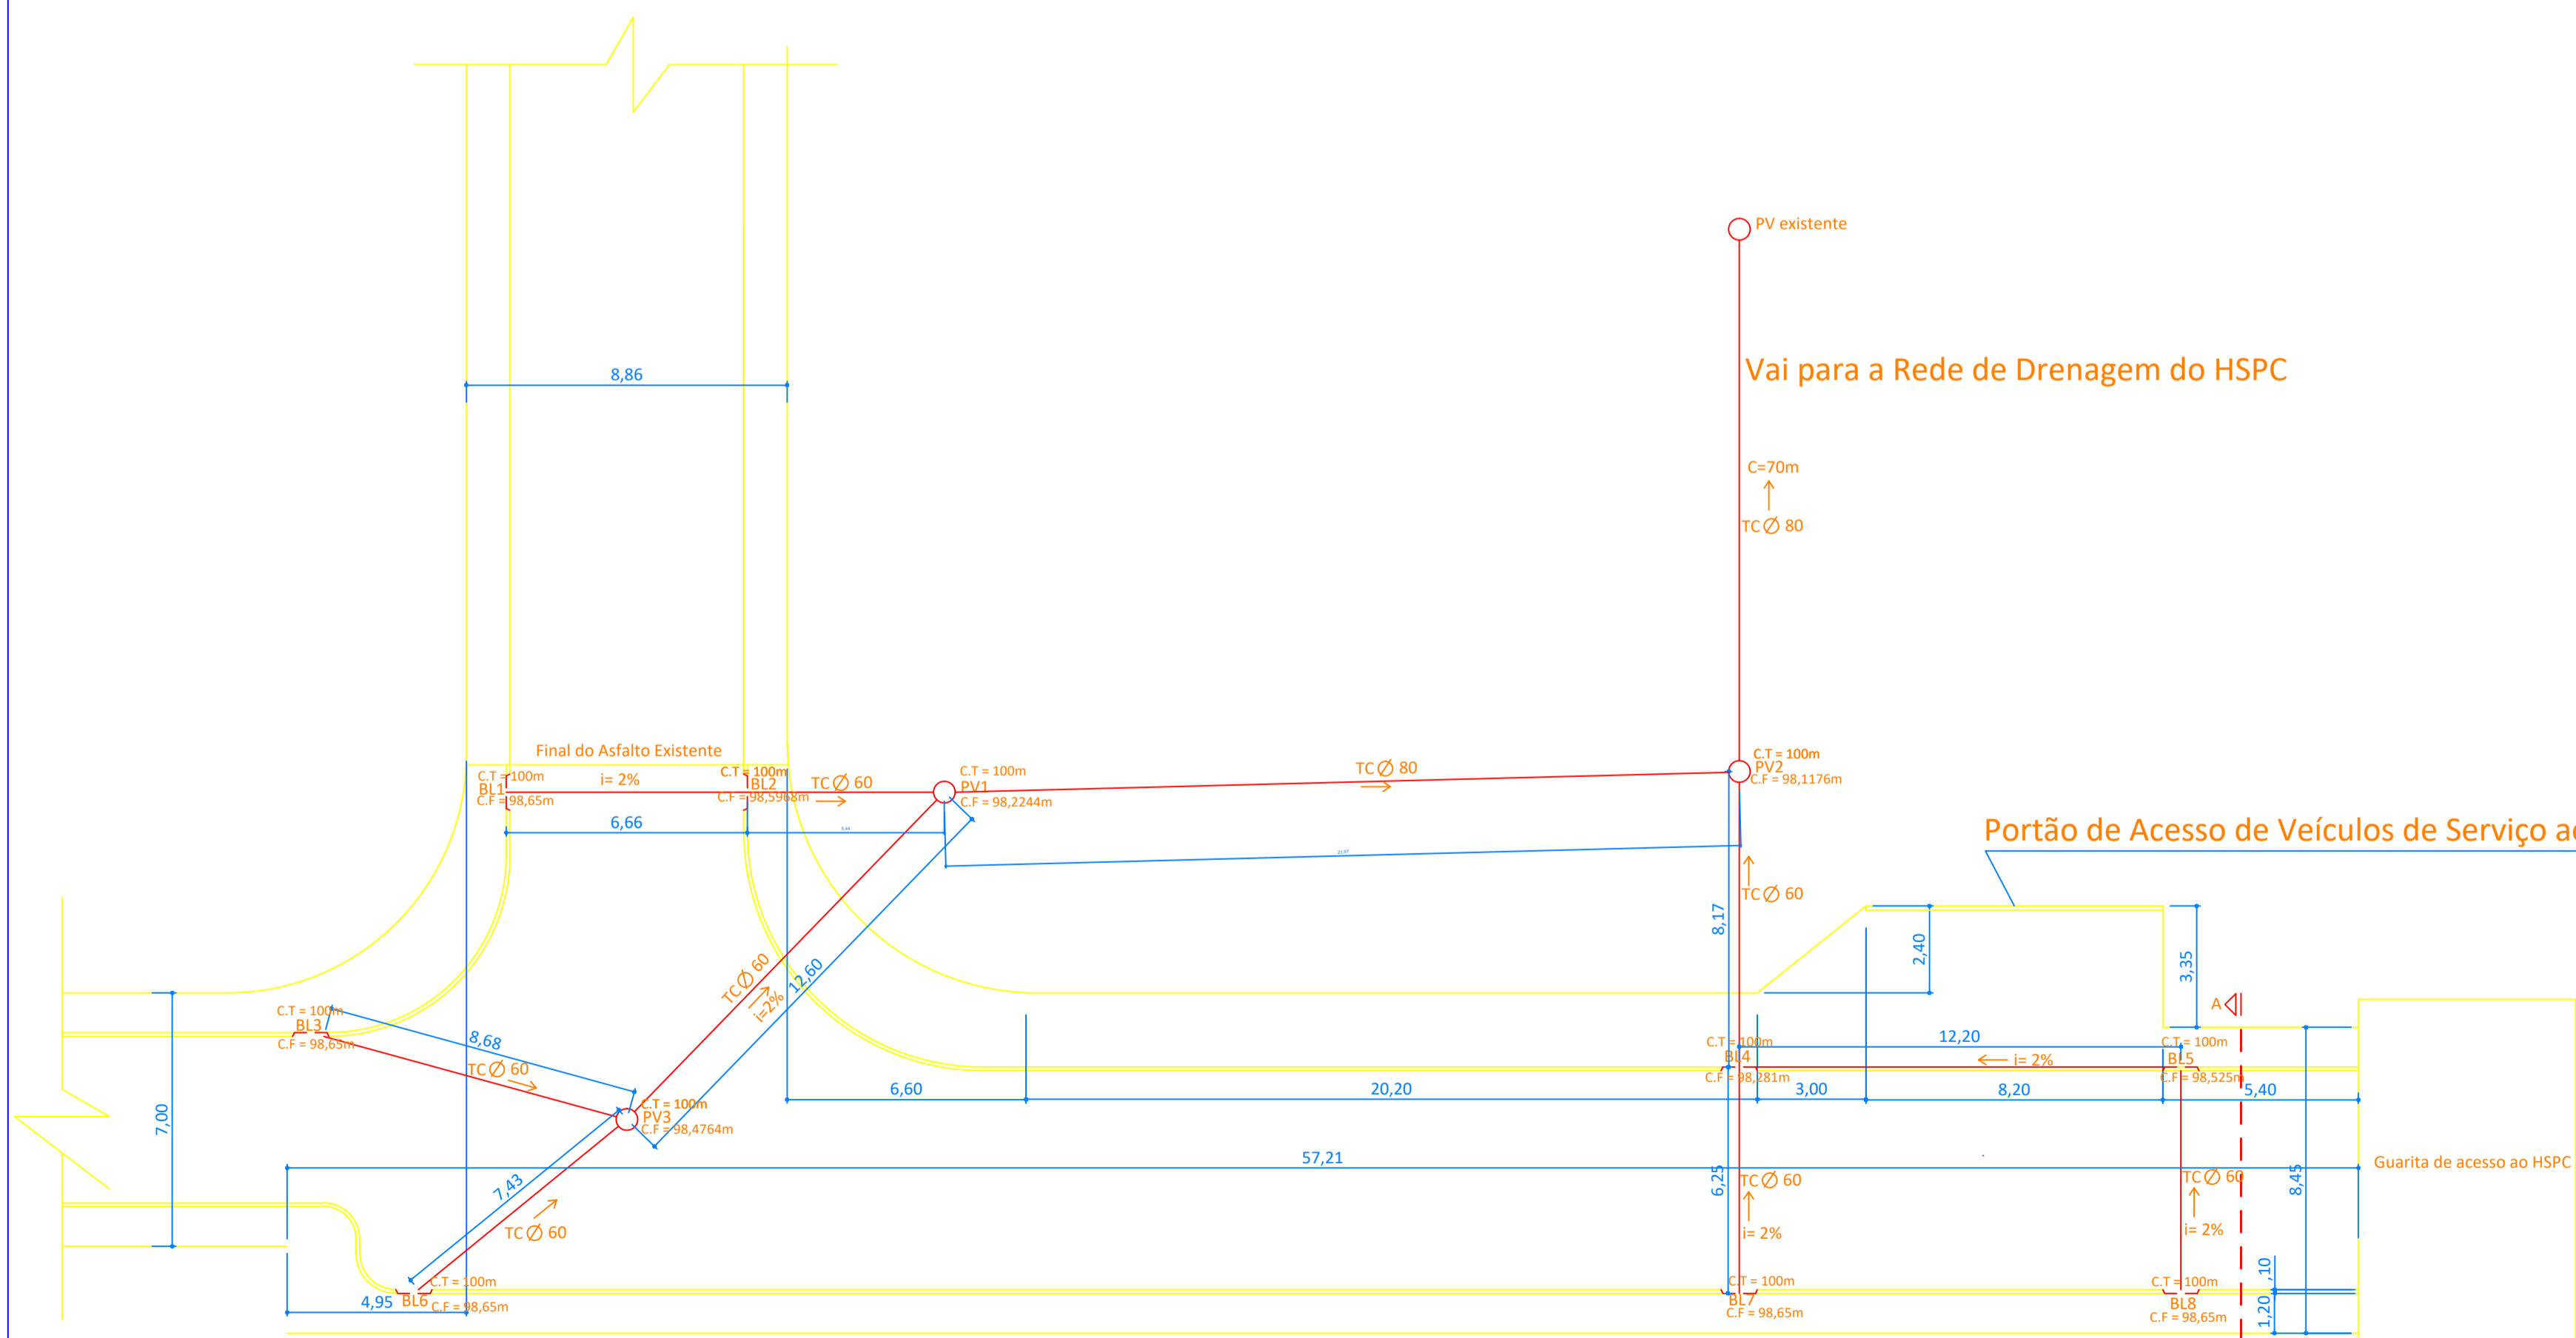 PV existente
Vai para a Rede de Drenagem do HSPC
8,86
C=70m
TC∅ 80
Final do Asfalto Existente
C.T = 100m
BL1
C.F = 98,65m
i= 2%
C.T = 100m
BL2
C.F = 98,5968m
TC∅ 60
C.T = 100m
PV1
C.F = 98,2244m
TC∅ 80
C.T = 100m
PV2
C.F = 98,1176m
6,66
Portão de Acesso de Veículos de Serviço a
TC∅ 60
8,17
2,40
3,35
TC∅ 60
i=2%
12,60
A
C.T = 100m
BL3
C.F = 98,65m
8,68
TC∅ 60
7,00
C.T = 100m
BL4
C.F = 98,281m
12,20
i= 2%
C.T = 100m
BL5
C.F = 98,525m
6,60
20,20
3,00
8,20
5,40
C.T = 100m
PV3
C.F = 98,4764m
57,21
Guarita de acesso ao HSPC
7,43
TC∅ 60
6,25
TC∅ 60
i= 2%
TC∅ 60
i= 2%
8,45
4,95
C.T = 100m
BL6
C.F = 98,65m
C.T = 100m
BL7
C.F = 98,65m
C.T = 100m
BL8
C.F = 98,65m
,10
1,20